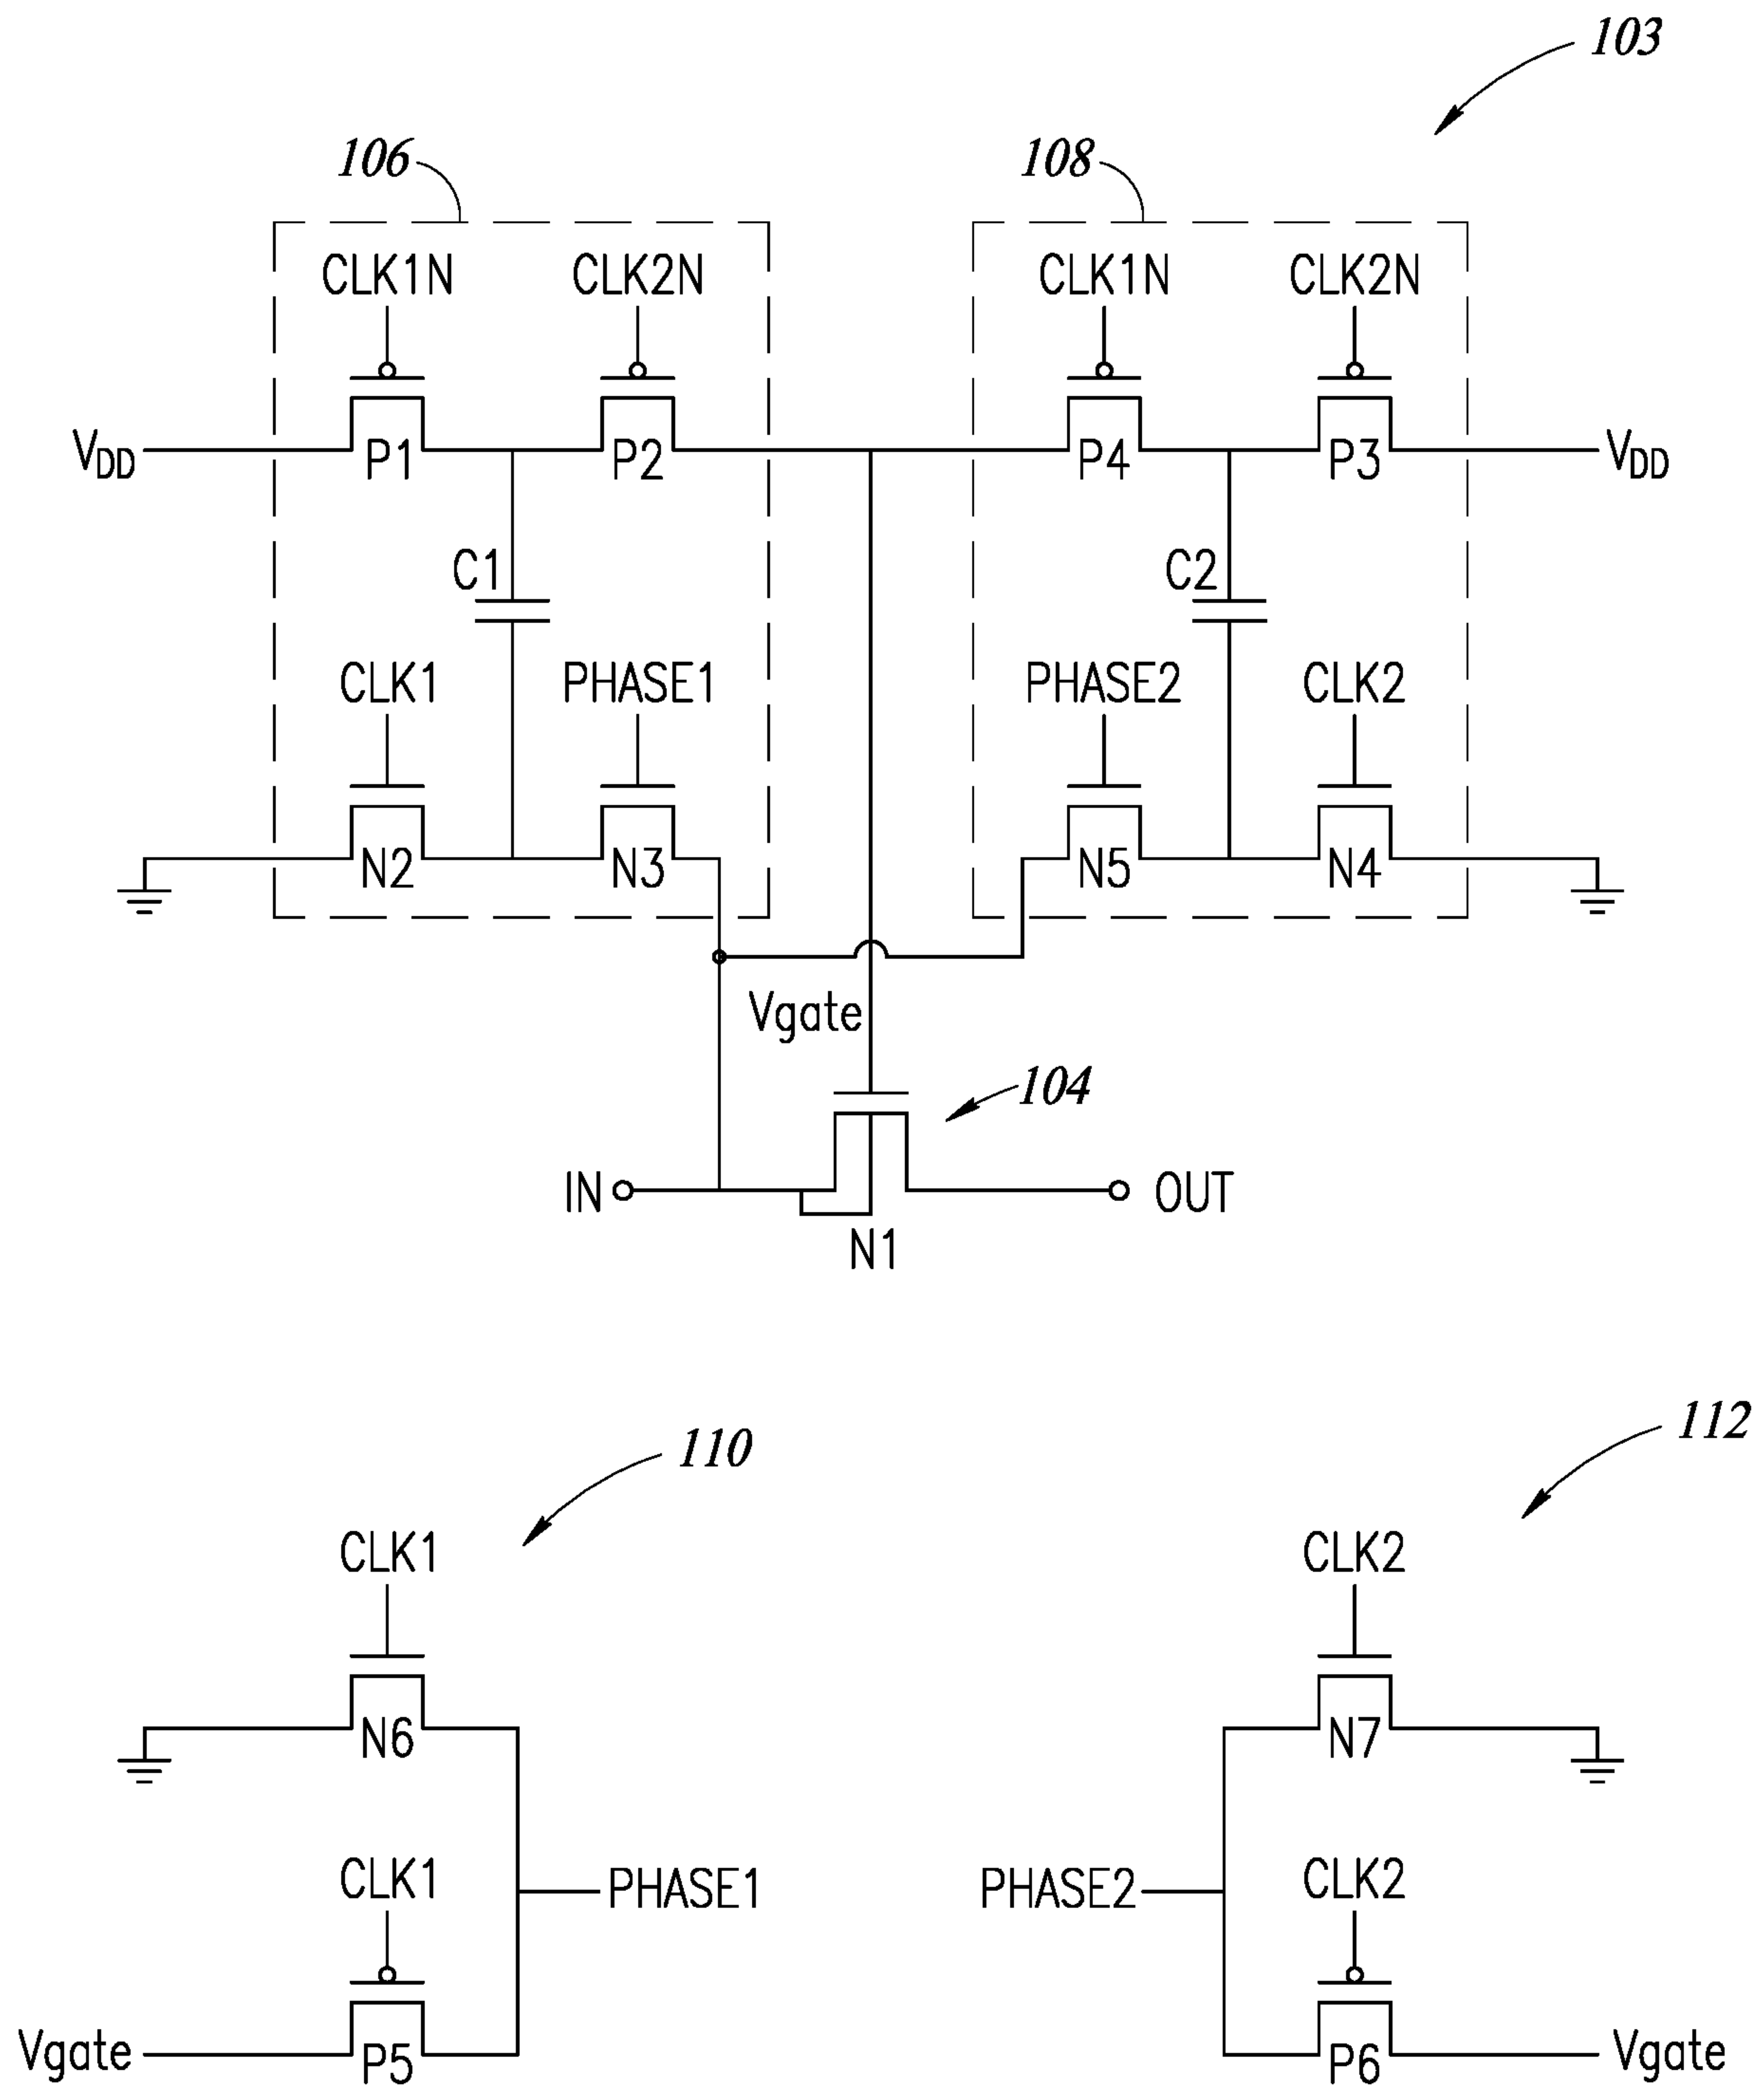 103
106
108
CLK1N
CLK2N
CLK1N
CLK2N
VDD
P1
P2
P4
P3
VDD
C1
C2
CLK1
PHASE1
PHASE2
CLK2
N2
N3
N5
N4
Vgate
104
IN
OUT
N1
110
112
CLK1
CLK2
N6
N7
CLK1
PHASE1
PHASE2
CLK2
Vgate
P5
P6
Vgate